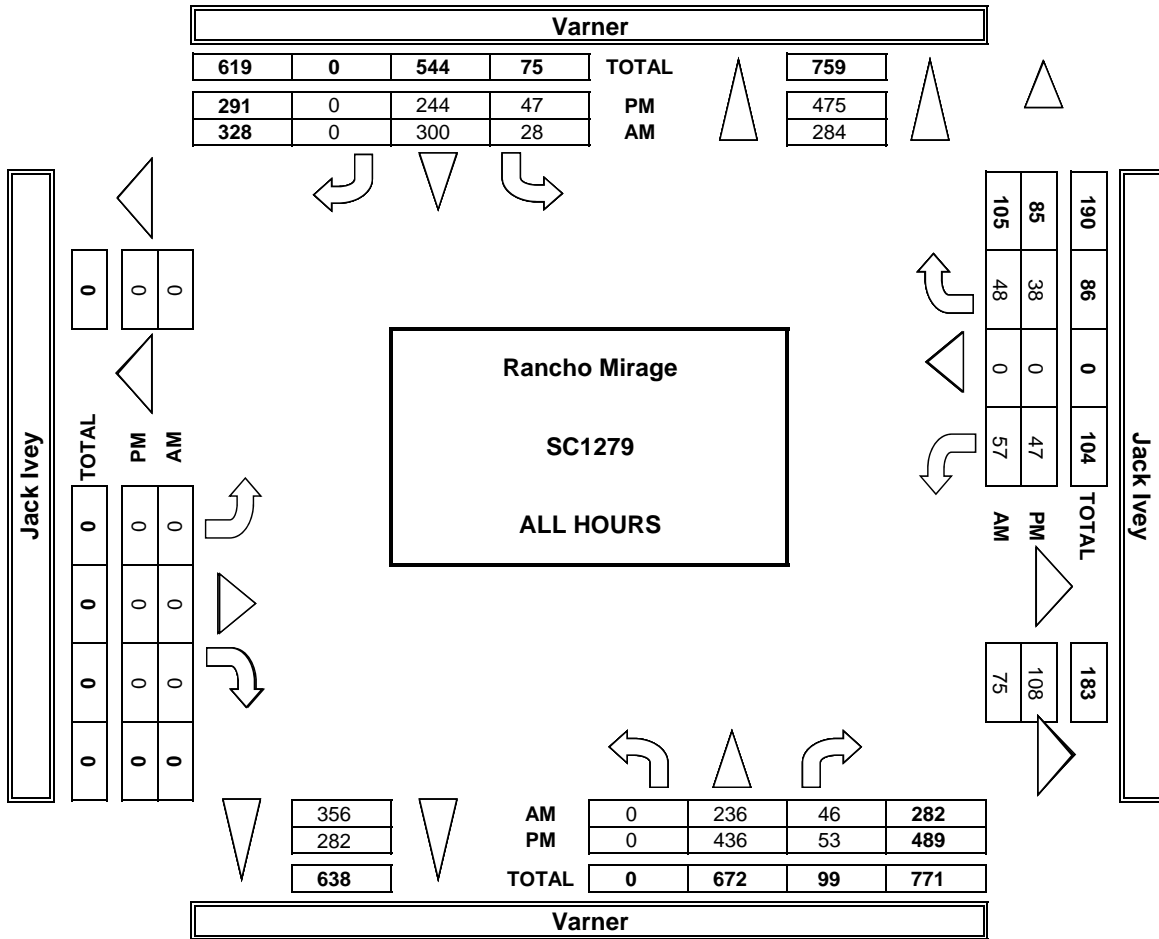 Varner
619 0 544 75 TOTAL 759
291 0 244 47 PM 475
328 0 300 28 AM 284
Jack Ivey
0 0 0
TOTAL PM AM
0 0 0
0 0 0
0 0 0
0 0 0
Rancho Mirage
SC1279
ALL HOURS
105 85 190
48 38 86
0 0 0
57 47 104
AM PM TOTAL
75 108 183
Jack Ivey
356 AM 0 236 46 282
282 PM 0 436 53 489
638 TOTAL 0 672 99 771
Varner